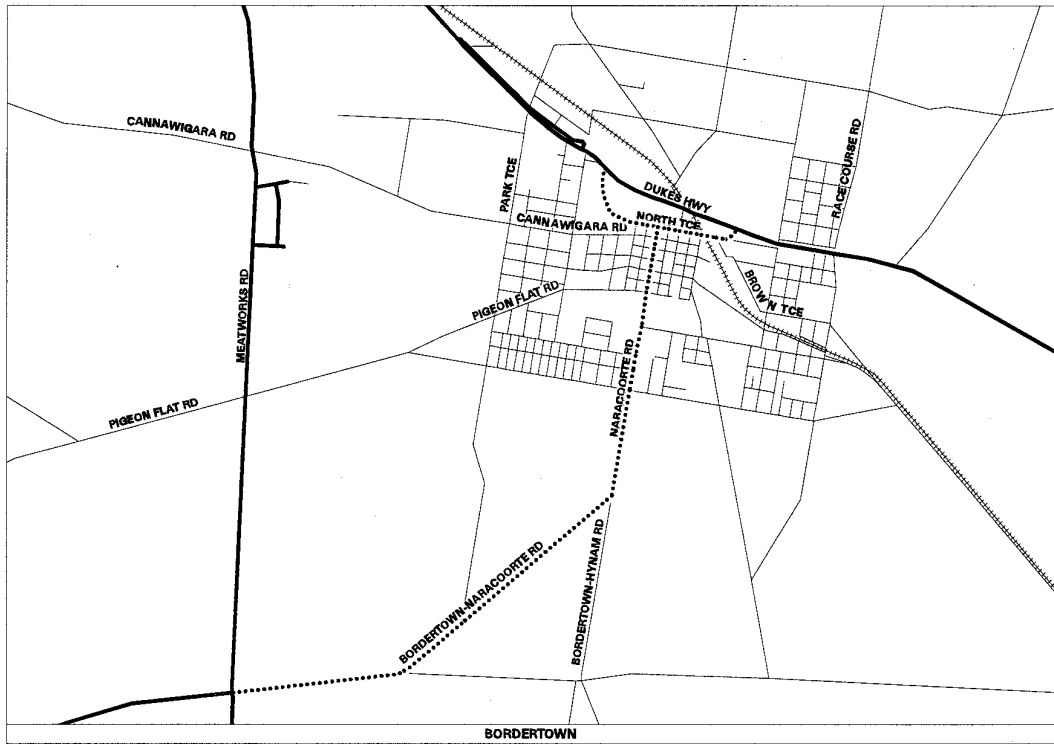 CANNAWIGARA RD
PARK TCE
RACE COURSE RD
DUKES HWY
NORTH TCE
CANNAWIGARA RD
BROWN TCE
MEATWORKS RD
PIGEON FLAT RD
NARACOORTE RD
PIGEON FLAT RD
BORDERTOWN-NARACOORTE RD
BORDERTOWN-HYNAM RD
BORDERTOWN